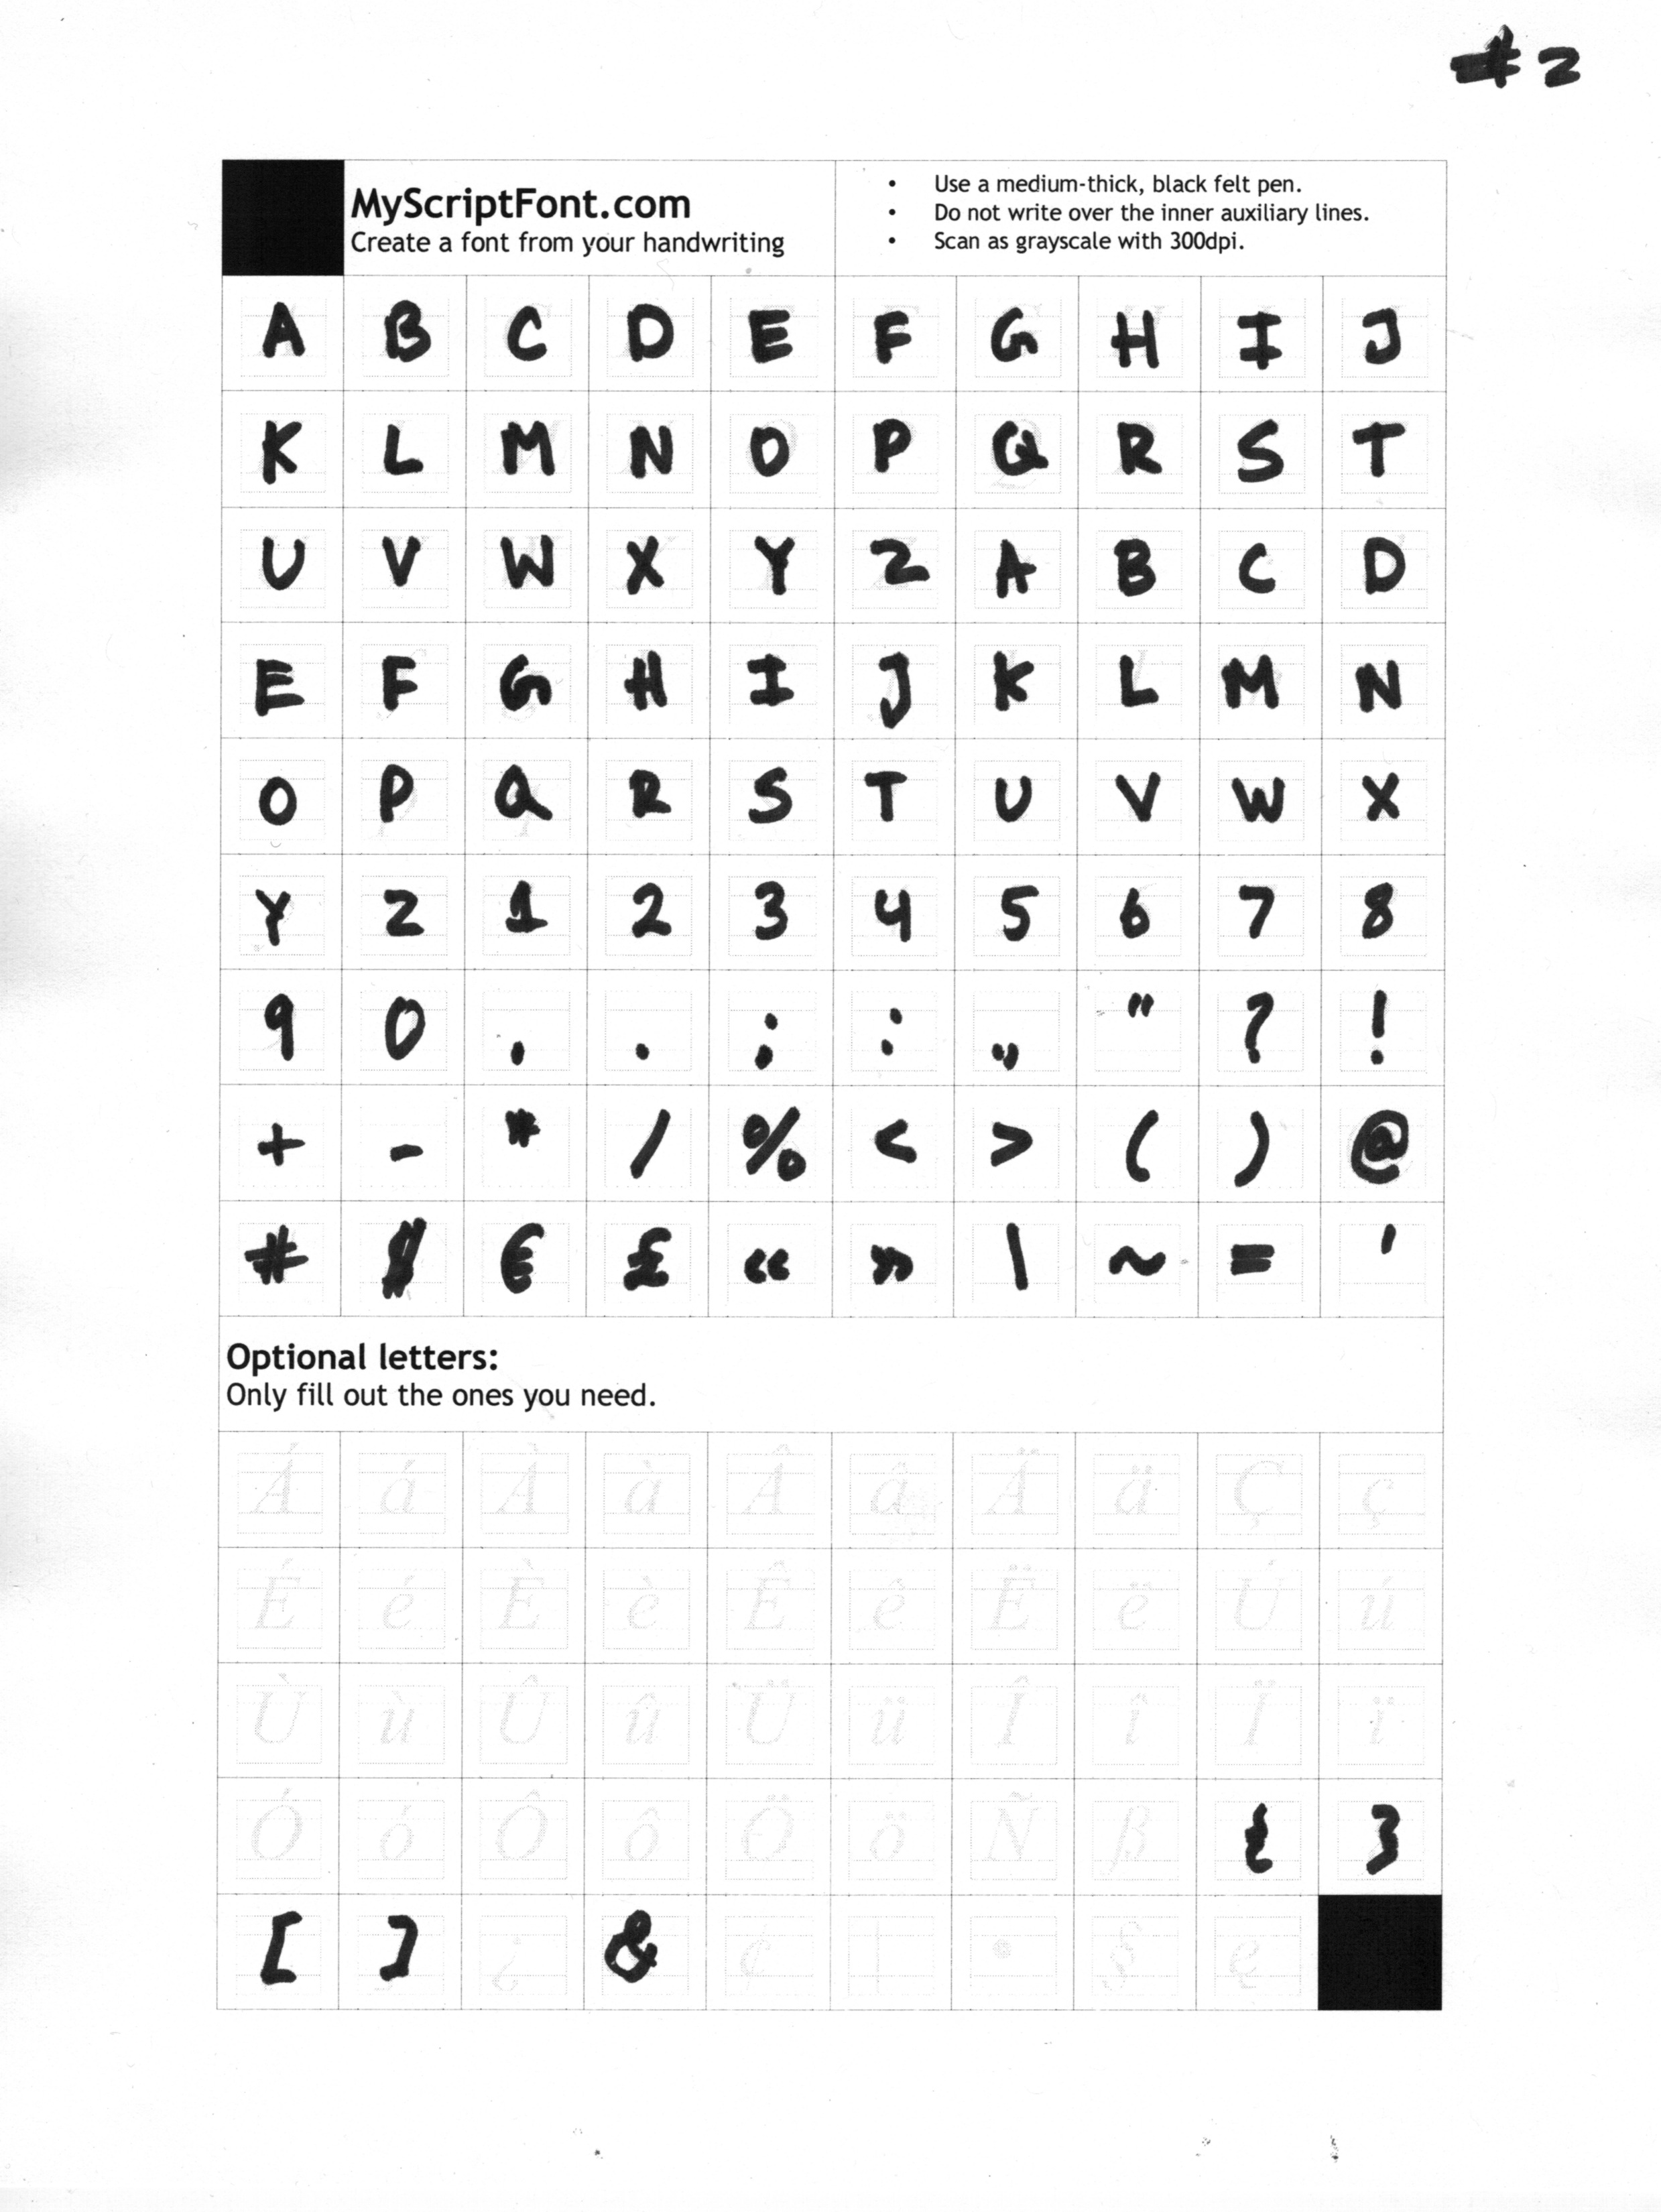 #2
MyScriptFont.com
Create a font from your handwriting
• Use a medium-thick, black felt pen.
• Do not write over the inner auxiliary lines.
• Scan as grayscale with 300dpi.
A B C D E F G H I J
K L M N O P Q R S T
U V W X Y Z A B C D
E F G H I J K L M N
O P Q R S T U V W X
Y Z 1 2 3 4 5 6 7 8
9 0 , . ; : „ " ? !
+ - * / % < > ( ) @
# $ € £ « » \ ~ = '
Optional letters:
Only fill out the ones you need.
Á á À à Â â Ä ä Ç ç
É é È è Ê ê Ë ë Ú ú
Ù ù Û û Ü ü Î î Ï ï
Ó ó Ô ô Ö ö Ñ ß { }
[ ] ¿ & ¢ | • § ę